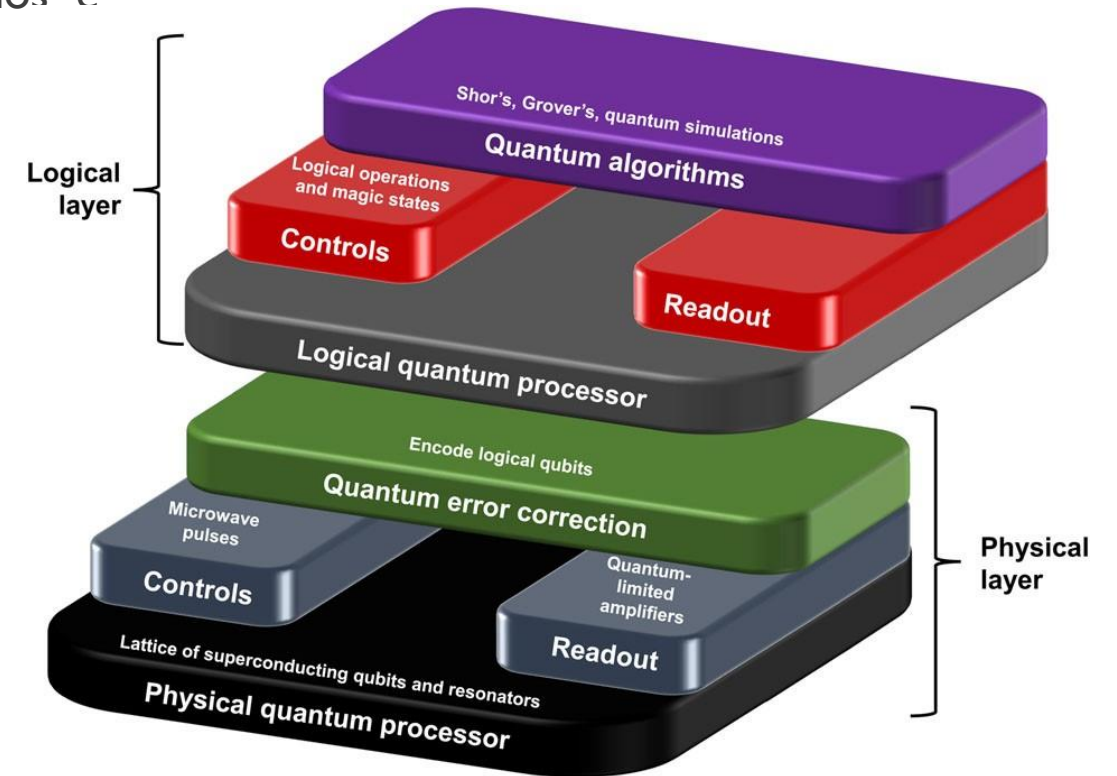 Shor's, Grover's, quantum simulations
Quantum algorithms
Logical
layer
Logical operations
and magic states
Controls
Readout
Logical quantum processor
Encode logical qubits
Quantum error correction
Microwave
pulses
Controls
Quantum-
limited
amplifiers
Readout
Physical
layer
Lattice of superconducting qubits and resonators
Physical quantum processor